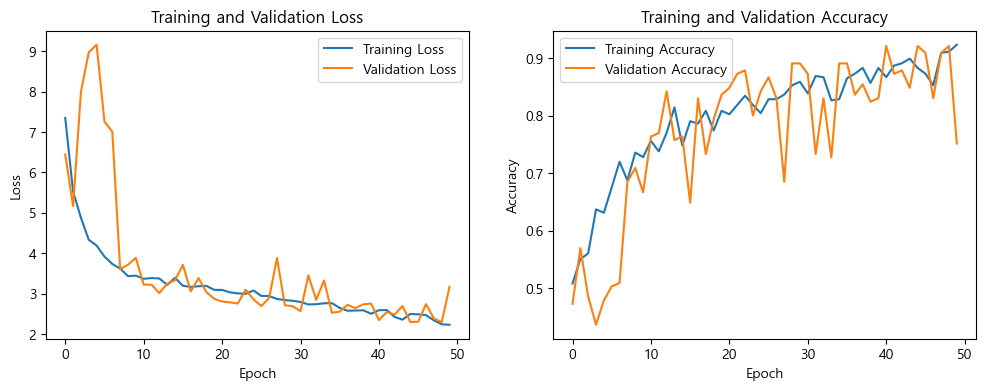 Training and Validation Loss
Training Loss
Validation Loss
Loss
9
8
7
6
5
4
3
2
0
10
20
30
40
50
Epoch
Training and Validation Accuracy
Training Accuracy
Validation Accuracy
Accuracy
0.9
0.8
0.7
0.6
0.5
0
10
20
30
40
50
Epoch